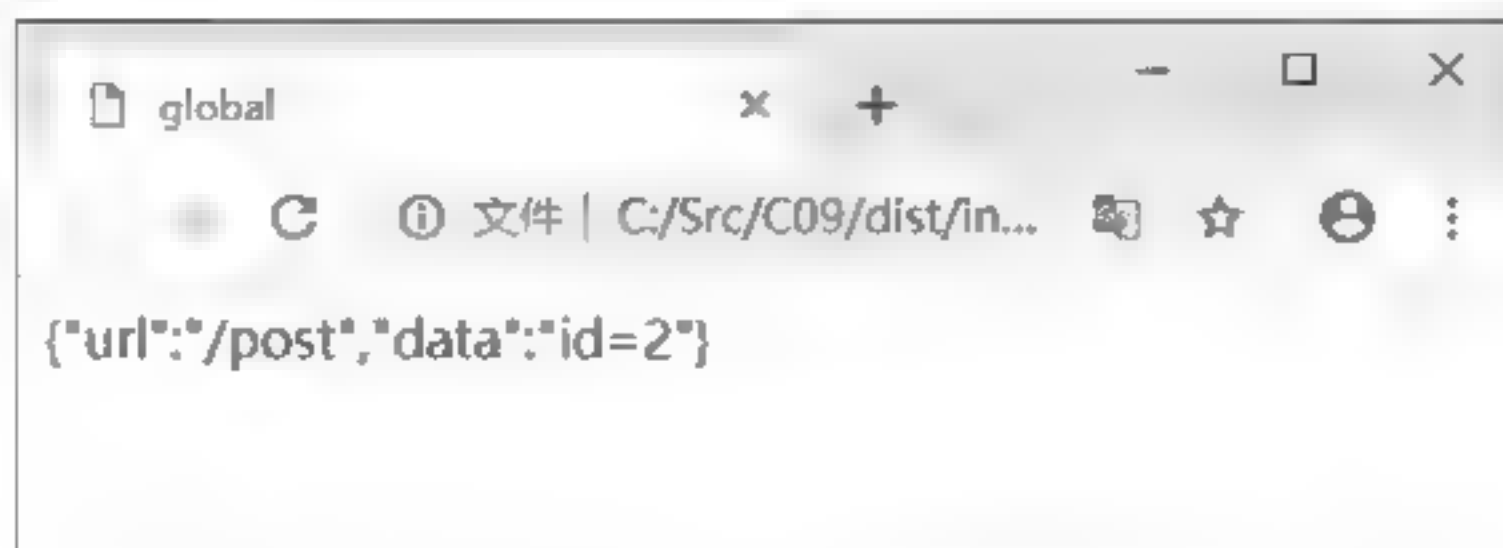 global
文件 | C:/Src/C09/dist/in...
{"url":"/post","data":"id=2"}